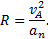 R = v_A^2 / a_n.